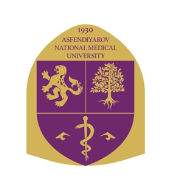 1930
ASFENDIYAROV
NATIONAL MEDICAL
UNIVERSITY